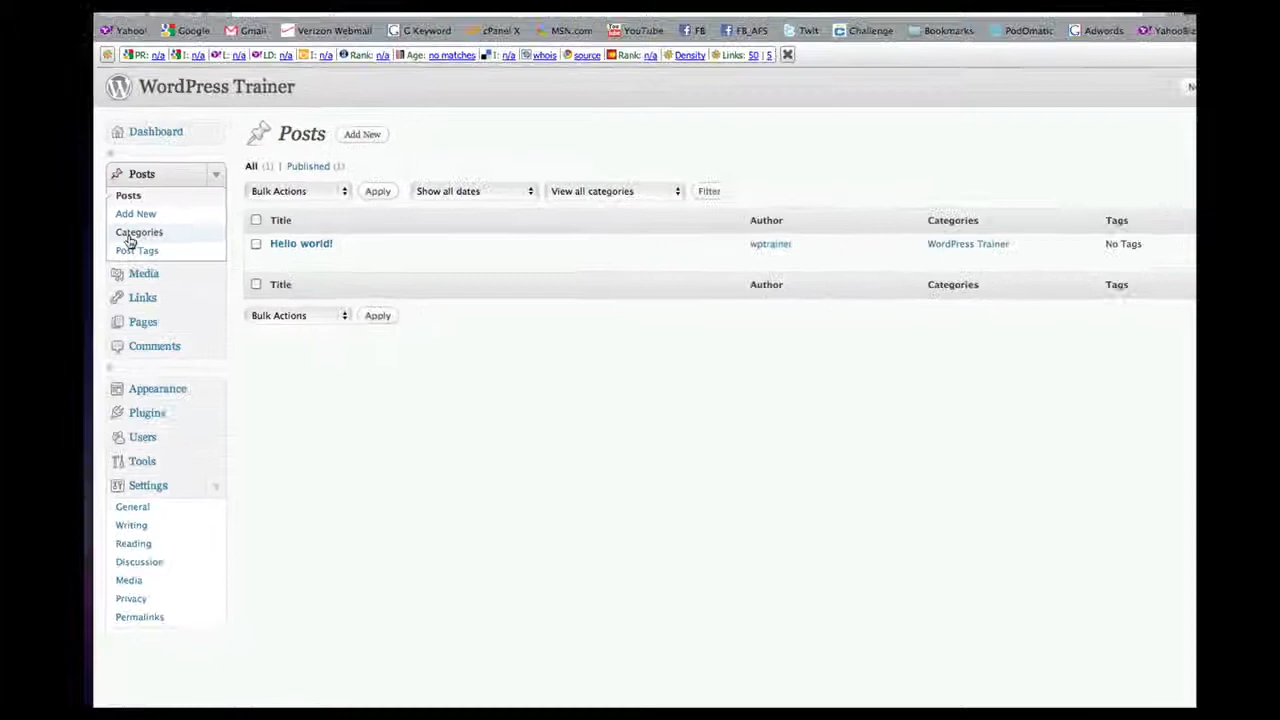 Yahoo! Google Gmail Verizon Webmail G Keyword cPanel X MSN.com YouTube FB FB_AFS Twit Challenge Bookmarks PodOmatic Adwords YahooBiz
PR: n/a I: n/a L: n/a LD: n/a I: n/a Rank: n/a Age: no matches I: n/a whois source Rank: n/a Density Links: 50 | 5
WordPress Trainer
Dashboard
Posts Add New
Posts
All (1) | Published (1)
Posts
Bulk Actions Apply Show all dates View all categories Filter
Add New
Title Author Categories Tags
Categories
Hello world! wptrainer WordPress Trainer No Tags
Post Tags
Media
Title Author Categories Tags
Links
Bulk Actions Apply
Pages
Comments
Appearance
Plugins
Users
Tools
Settings
General
Writing
Reading
Discussion
Media
Privacy
Permalinks